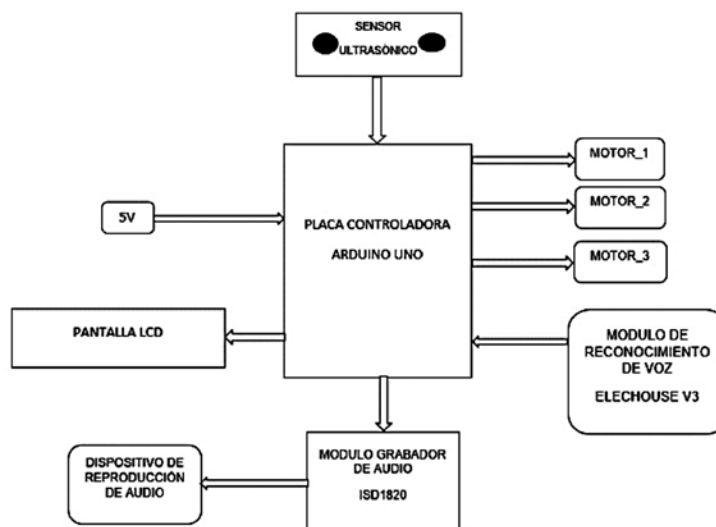 SENSOR
ULTRASÓNICO
MOTOR_1
PLACA CONTROLADORA
ARDUINO UNO
5V
MOTOR_2
MOTOR_3
PANTALLA LCD
MODULO DE
RECONOCIMIENTO
DE VOZ
ELECHOUSE V3
MODULO GRABADOR
DE AUDIO
ISD1820
DISPOSITIVO DE
REPRODUCCIÓN
DE AUDIO